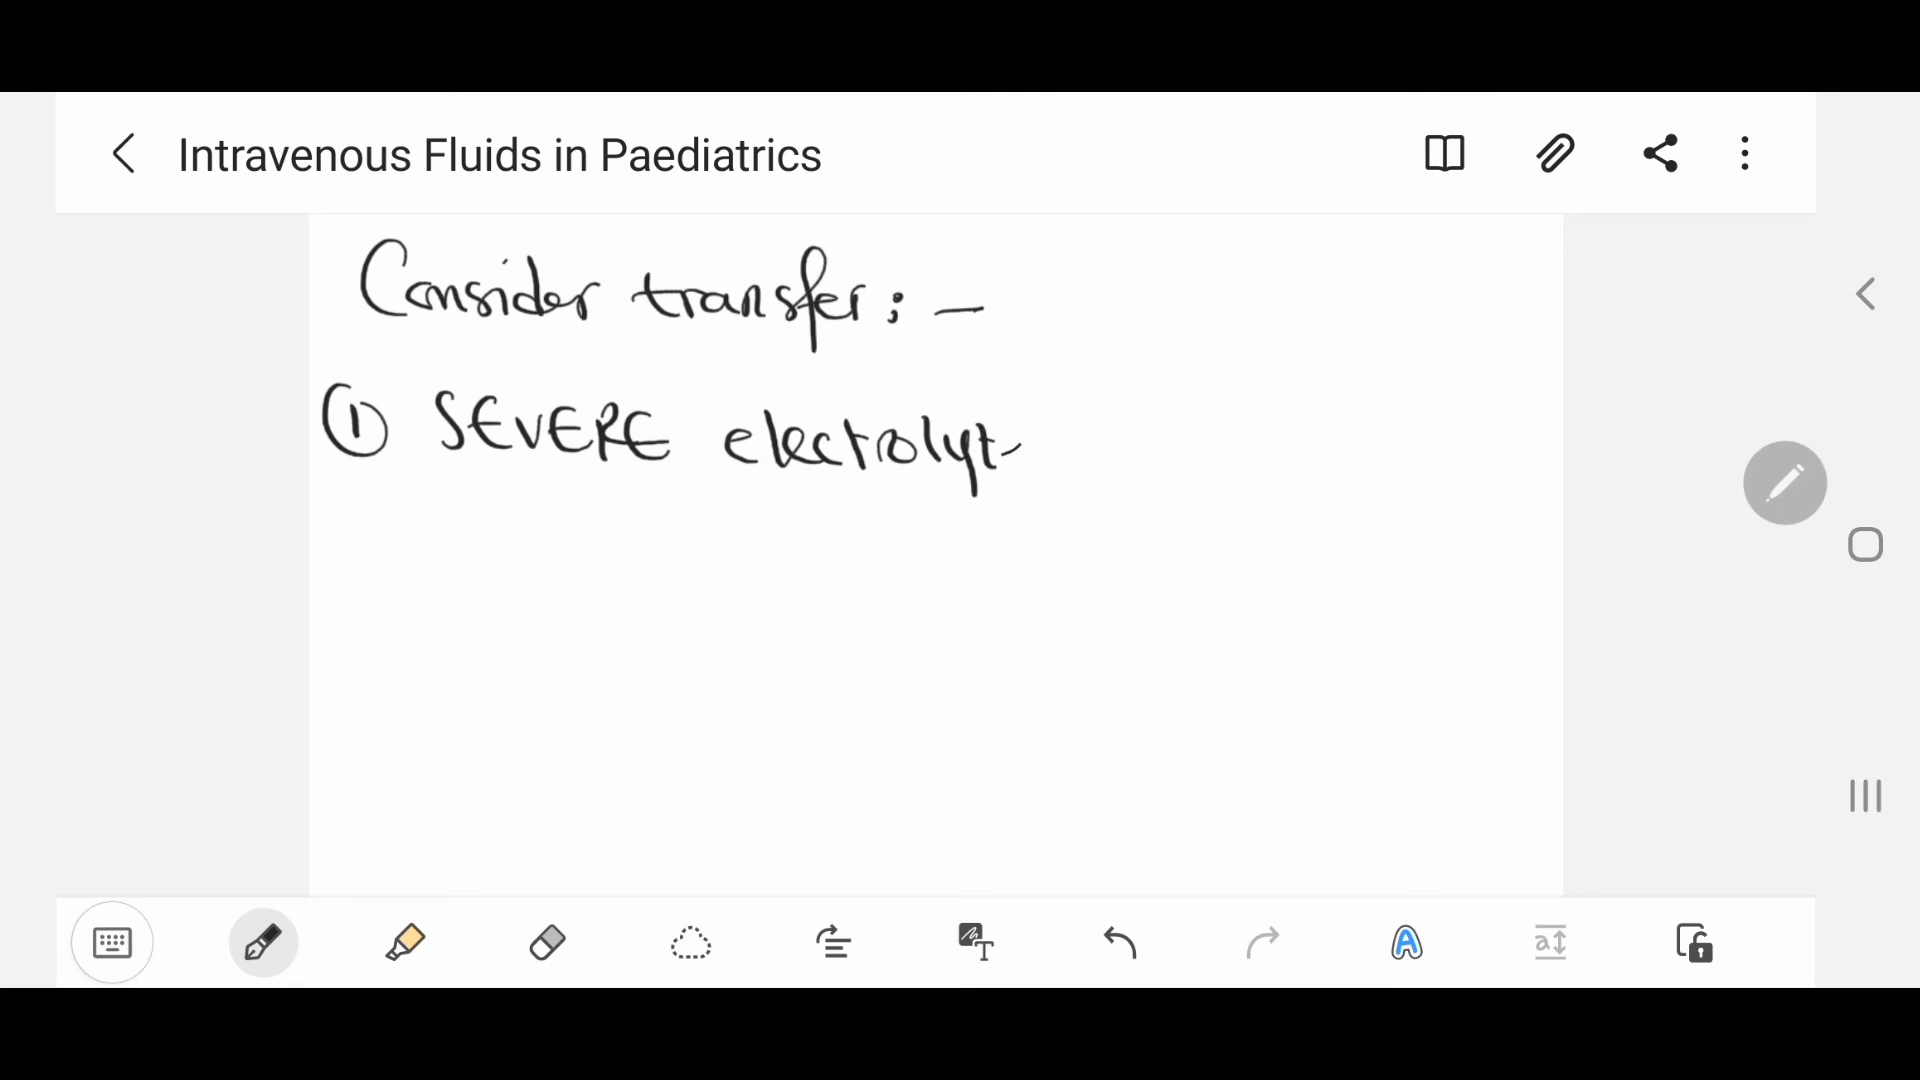 Intravenous Fluids in Paediatrics
Consider transfer : -
① SEVERE electrolyt